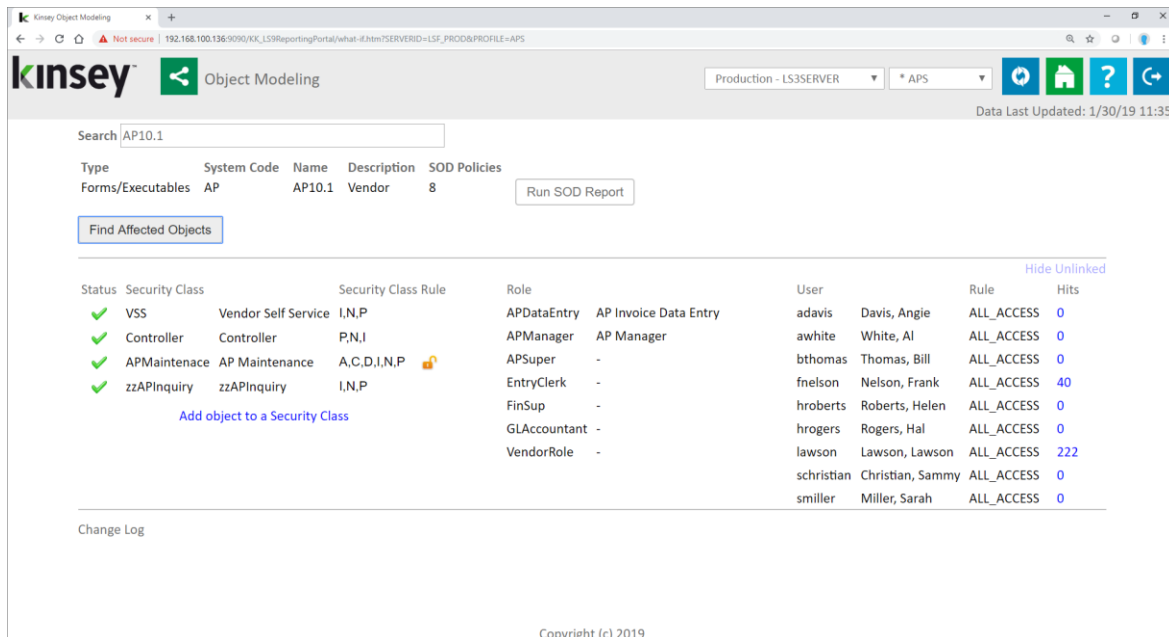 Kinsey Object Modeling
Not secure | 192.168.100.136:9090/KK_LS9ReportingPortal/what-if.htm?SERVERID=LSF_PROD&PROFILE=APS
kinsey Object Modeling Production - LS3SERVER * APS ?
Data Last Updated: 1/30/19 11:35
Search AP10.1
Type System Code Name Description SOD Policies
Forms/Executables AP AP10.1 Vendor 8 Run SOD Report
Find Affected Objects
Hide Unlinked
Status Security Class Security Class Rule Role User Rule Hits
VSS Vendor Self Service I,N,P APDataEntry AP Invoice Data Entry adavis Davis, Angie ALL_ACCESS 0
Controller Controller P,N,I APManager AP Manager awhite White, Al ALL_ACCESS 0
APMaintenace AP Maintenance A,C,D,I,N,P APSuper - bthomas Thomas, Bill ALL_ACCESS 0
zzAPInquiry zzAPInquiry I,N,P EntryClerk - fnelson Nelson, Frank ALL_ACCESS 40
Add object to a Security Class FinSup - hroberts Roberts, Helen ALL_ACCESS 0
GLAccountant - hrogers Rogers, Hal ALL_ACCESS 0
VendorRole - lawson Lawson, Lawson ALL_ACCESS 222
schristian Christian, Sammy ALL_ACCESS 0
smiller Miller, Sarah ALL_ACCESS 0
Change Log
Copyright (c) 2019